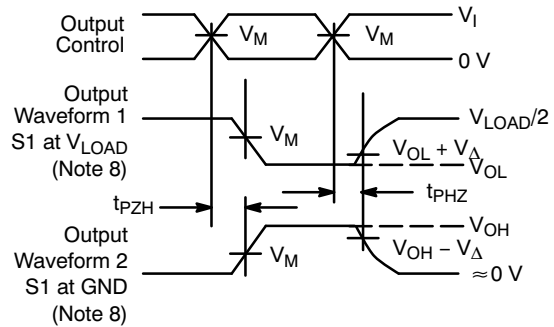 Output
Control
V_M
V_M
V_I
0 V
Output
Waveform 1
S1 at V_LOAD
(Note 8)
V_M
V_LOAD/2
V_OL + V_Δ
V_OL
t_PZH
t_PHZ
Output
Waveform 2
S1 at GND
(Note 8)
V_M
V_OH
V_OH − V_Δ
≈0 V